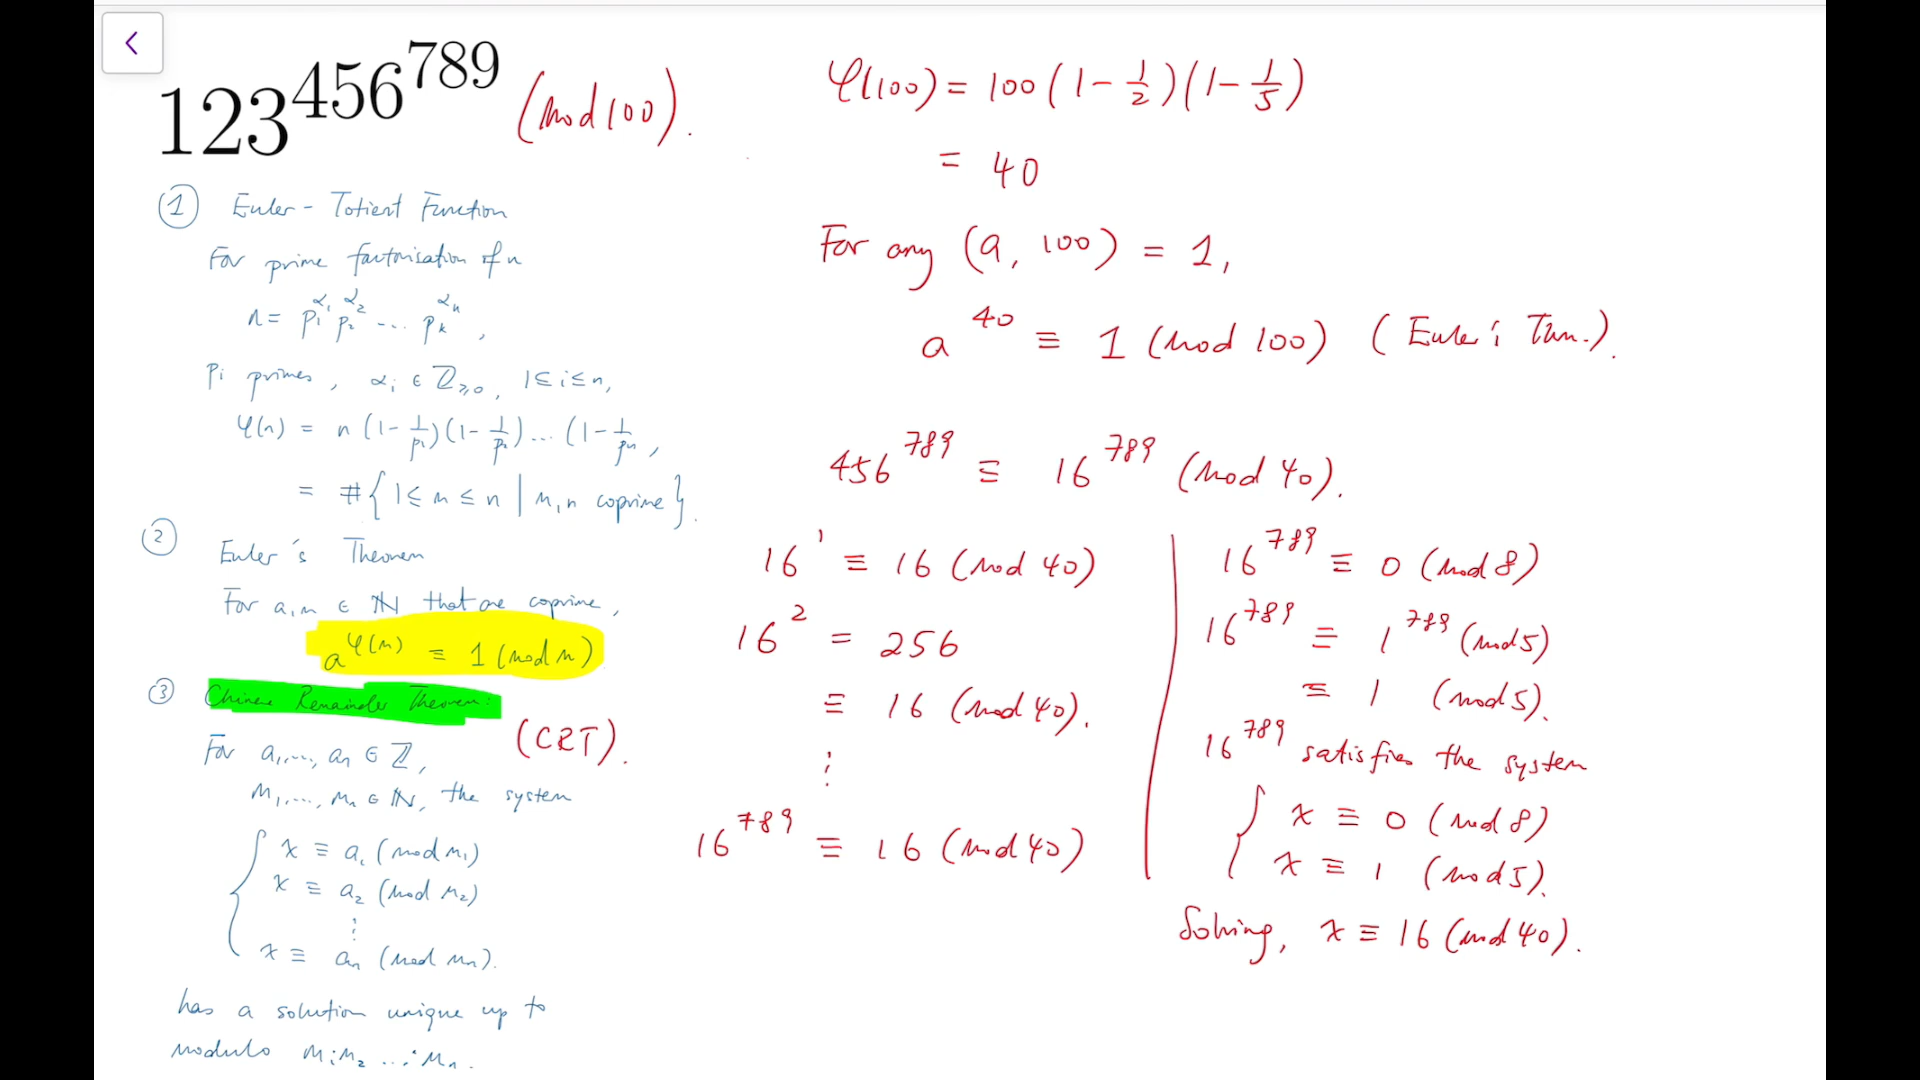 123^{456^{789}} (mod 100).
① Euler-Totient Function
For prime factorisation of n
n = p₁^{α₁} p₂^{α₂} ... pₖ^{αₙ},
pᵢ primes, αᵢ ∈ ℤ≥₀, 1 ≤ i ≤ n,
φ(n) = n (1 - 1/p₁)(1 - 1/p₂)...(1 - 1/pₙ,
= #{1 ≤ m ≤ n | m, n coprime}.
② Euler's Theorem
For a, n ∈ ℕ that are coprime,
a^{φ(n)} ≡ 1 (mod n)
③ Chinese Remainder Theorem:
(CRT).
For a₁, ..., aₙ ∈ ℤ,
m₁, ..., mₙ ∈ ℕ, the system
x ≡ a₁ (mod m₁)
x ≡ a₂ (mod m₂)
⋮
x ≡ aₙ (mod mₙ).
has a solution unique up to
modulo m₁m₂ ... mₙ.
φ(100) = 100 (1 - 1/2)(1 - 1/5)
= 40
For any (a, 100) = 1,
a^{40} ≡ 1 (mod 100) (Euler's Thm.).
456^{789} ≡ 16^{789} (mod 40).
16^1 ≡ 16 (mod 40)
16^2 = 256
≡ 16 (mod 40).
⋮
16^{789} ≡ 16 (mod 40)
16^{789} ≡ 0 (mod 8)
16^{789} ≡ 1^{789} (mod 5)
≡ 1 (mod 5).
16^{789} satisfies the system
x ≡ 0 (mod 8)
x ≡ 1 (mod 5).
Solving, x ≡ 16 (mod 40).